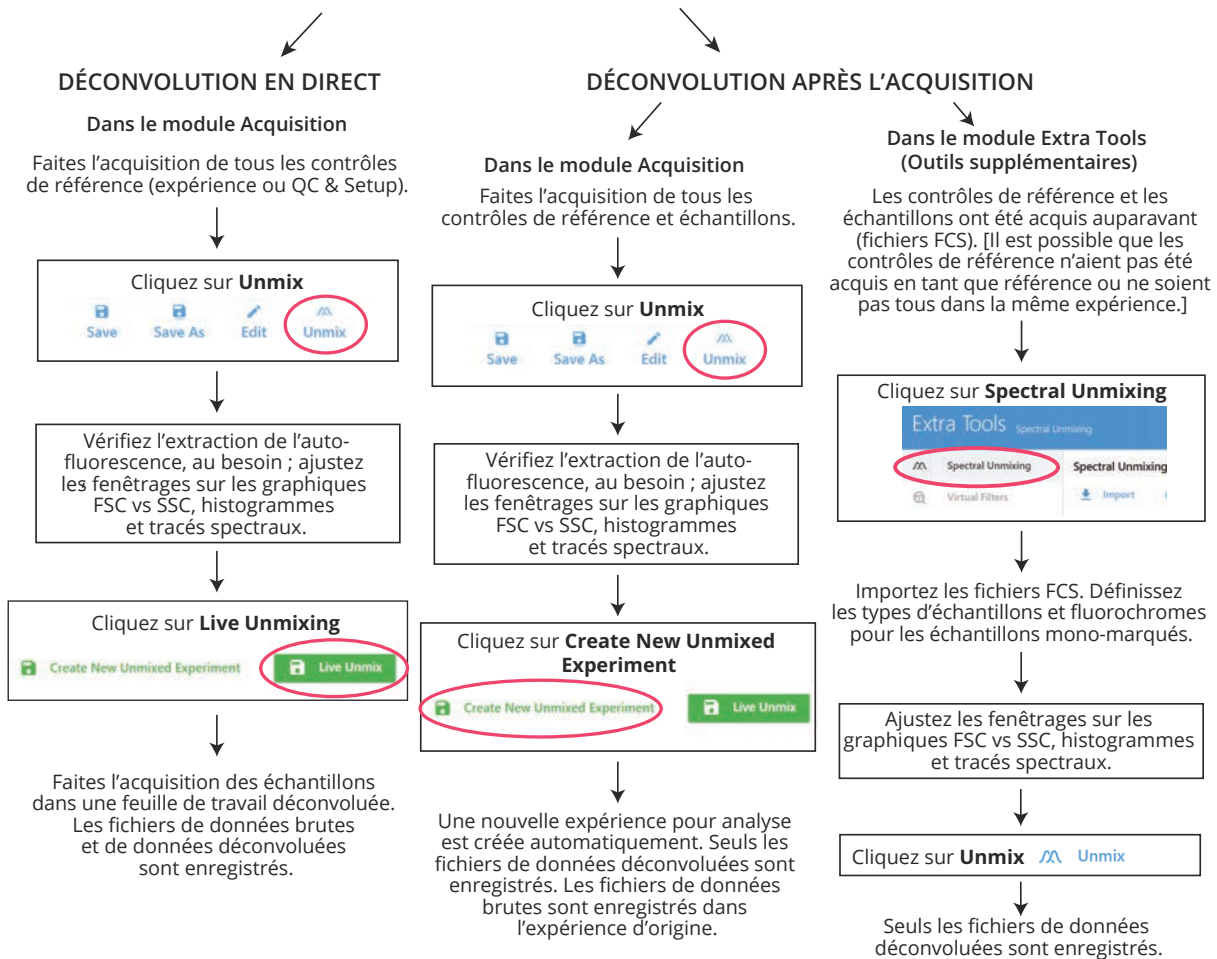 DÉCONVOLUTION EN DIRECT
Dans le module Acquisition
Faites l’acquisition de tous les contrôles
de référence (expérience ou QC & Setup).
Cliquez sur Unmix
Save Save As Edit Unmix
Vérifiez l’extraction de l’auto-
fluorescence, au besoin ; ajustez
les fenêtrages sur les graphiques
FSC vs SSC, histogrammes
et tracés spectraux.
Cliquez sur Live Unmixing
Create New Unmixed Experiment Live Unmix
Faites l’acquisition des échantillons
dans une feuille de travail déconvoluée.
Les fichiers de données brutes
et de données déconvoluées
sont enregistrés.
DÉCONVOLUTION APRÈS L’ACQUISITION
Dans le module Acquisition
Faites l’acquisition de tous les
contrôles de référence et échantillons.
Cliquez sur Unmix
Save Save As Edit Unmix
Vérifiez l’extraction de l’auto-
fluorescence, au besoin ; ajustez
les fenêtrages sur les graphiques
FSC vs SSC, histogrammes
et tracés spectraux.
Cliquez sur Create New Unmixed
Experiment
Create New Unmixed Experiment Live Unmix
Une nouvelle expérience pour analyse
est créée automatiquement. Seuls les
fichiers de données déconvoluées sont
enregistrés. Les fichiers de données
brutes sont enregistrés dans
l’expérience d’origine.
Dans le module Extra Tools
(Outils supplémentaires)
Les contrôles de référence et les
échantillons ont été acquis auparavant
(fichiers FCS). [Il est possible que les
contrôles de référence n’aient pas été
acquis en tant que référence ou ne soient
pas tous dans la même expérience.]
Cliquez sur Spectral Unmixing
Extra Tools Spectral Unmixing
Spectral Unmixing Spectral Unmixing
Virtual Filters Import
Importez les fichiers FCS. Définissez
les types d’échantillons et fluorochromes
pour les échantillons mono-marqués.
Ajustez les fenêtrages sur les
graphiques FSC vs SSC, histogrammes
et tracés spectraux.
Cliquez sur Unmix Unmix
Seuls les fichiers de données
déconvoluées sont enregistrés.